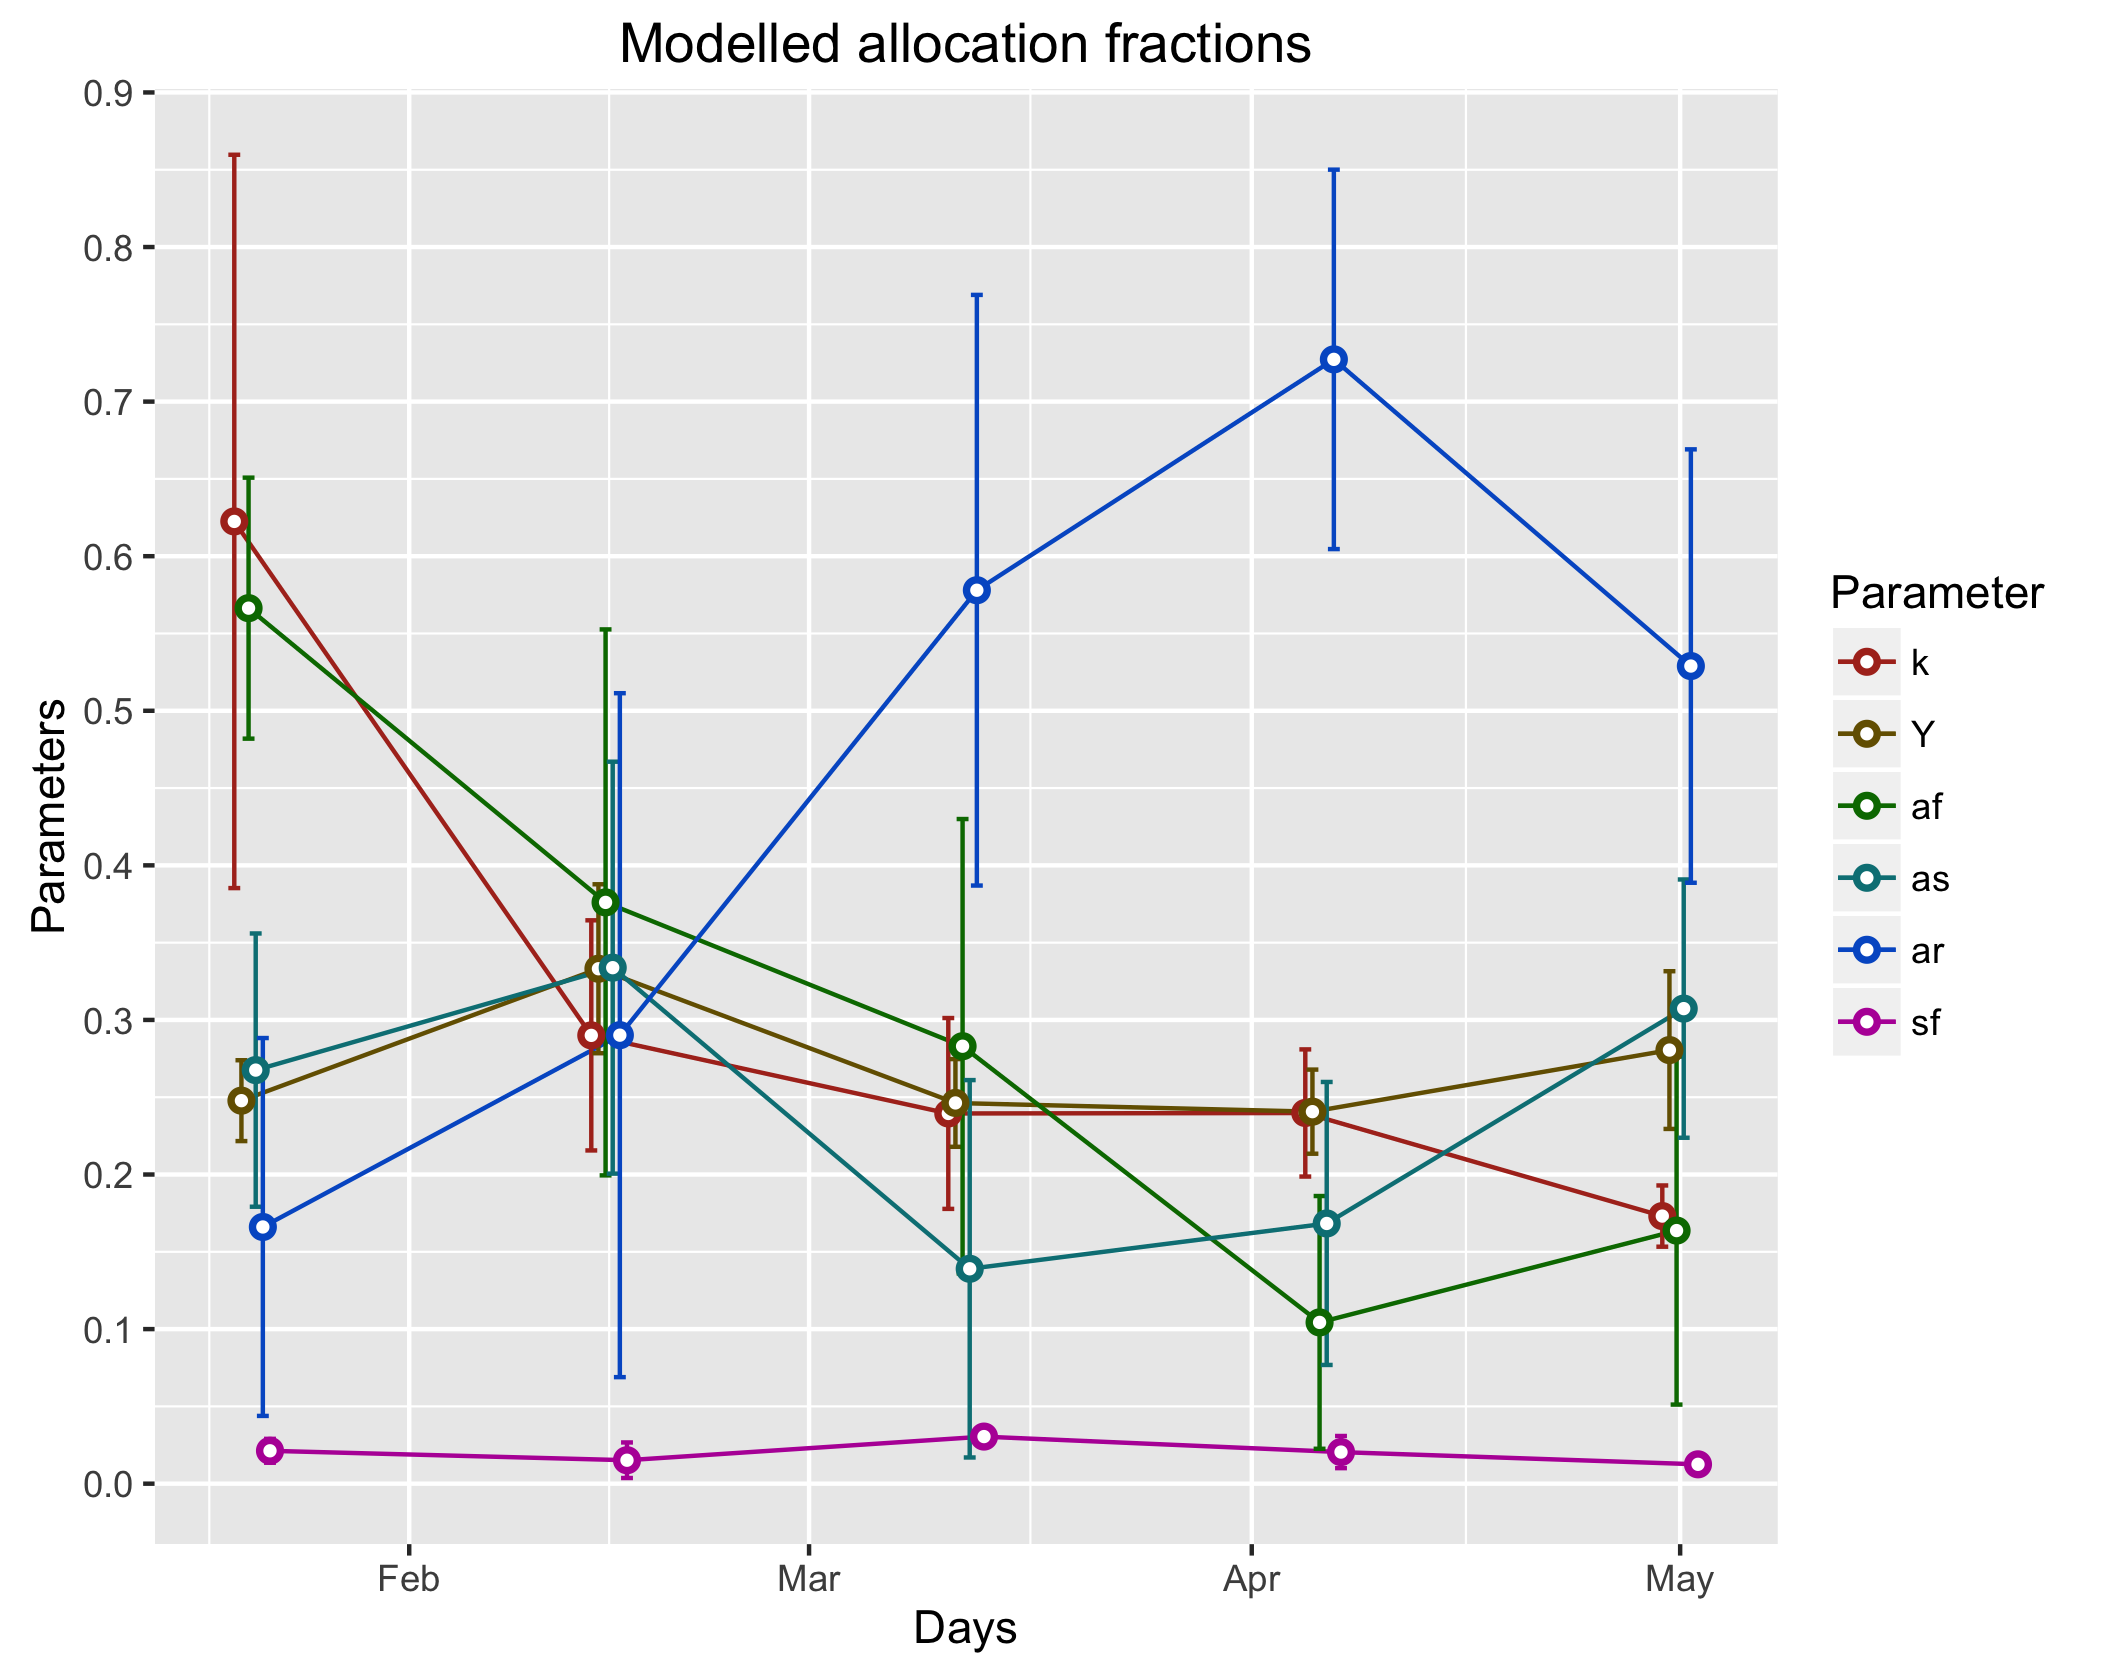 Modelled allocation fractions
0.9
0.8
0.7
0.6
0.5
0.4
0.3
0.2
0.1
0.0
Parameters
Feb Mar Apr May
Days
Parameter
k
Y
af
as
ar
sf